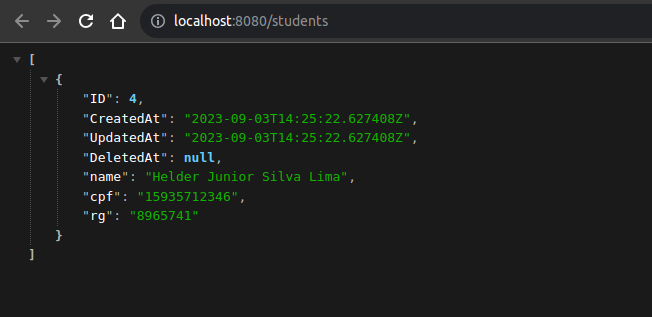 localhost:8080/students
[
{
"ID": 4,
"CreatedAt": "2023-09-03T14:25:22.627408Z",
"UpdatedAt": "2023-09-03T14:25:22.627408Z",
"DeletedAt": null,
"name": "Helder Junior Silva Lima",
"cpf": "15935712346",
"rg": "8965741"
}
]